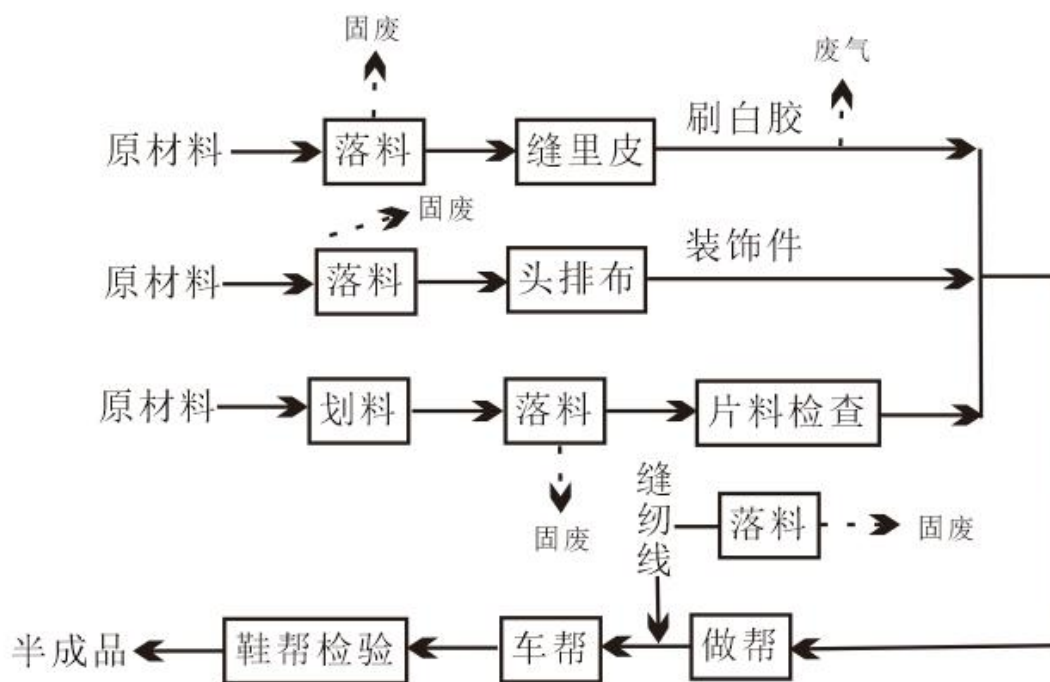 固废
废气
原材料
落料
缝里皮
刷白胶
固废
原材料
落料
头排布
装饰件
原材料
划料
落料
片料检查
固废
缝纫线
落料
固废
半成品
鞋帮检验
车帮
做帮